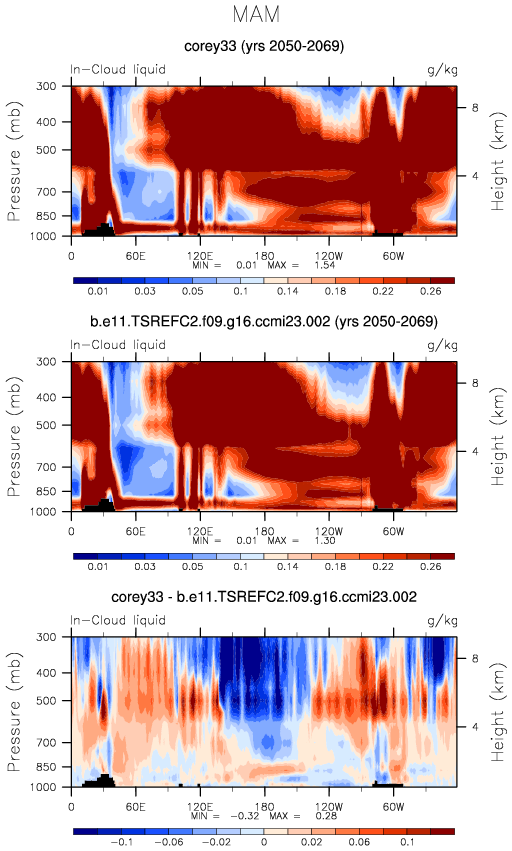 MAM
corey33 (yrs 2050-2069)
In-Cloud liquid g/kg
Pressure (mb)
300
400
500
700
850
1000
8
4
Height (km)
0 60E 120E 180 120W 60W
MIN = 0.01 MAX = 1.54
0.01 0.03 0.05 0.1 0.14 0.18 0.22 0.26
b.e11.TSREFC2.f09.g16.ccmi23.002 (yrs 2050-2069)
In-Cloud liquid g/kg
Pressure (mb)
300
400
500
700
850
1000
8
4
Height (km)
0 60E 120E 180 120W 60W
MIN = 0.01 MAX = 1.30
0.01 0.03 0.05 0.1 0.14 0.18 0.22 0.26
corey33 - b.e11.TSREFC2.f09.g16.ccmi23.002
In-Cloud liquid g/kg
Pressure (mb)
300
400
500
700
850
1000
8
4
Height (km)
0 60E 120E 180 120W 60W
MIN = -0.32 MAX = 0.28
-0.1 -0.06 -0.02 0 0.02 0.06 0.1